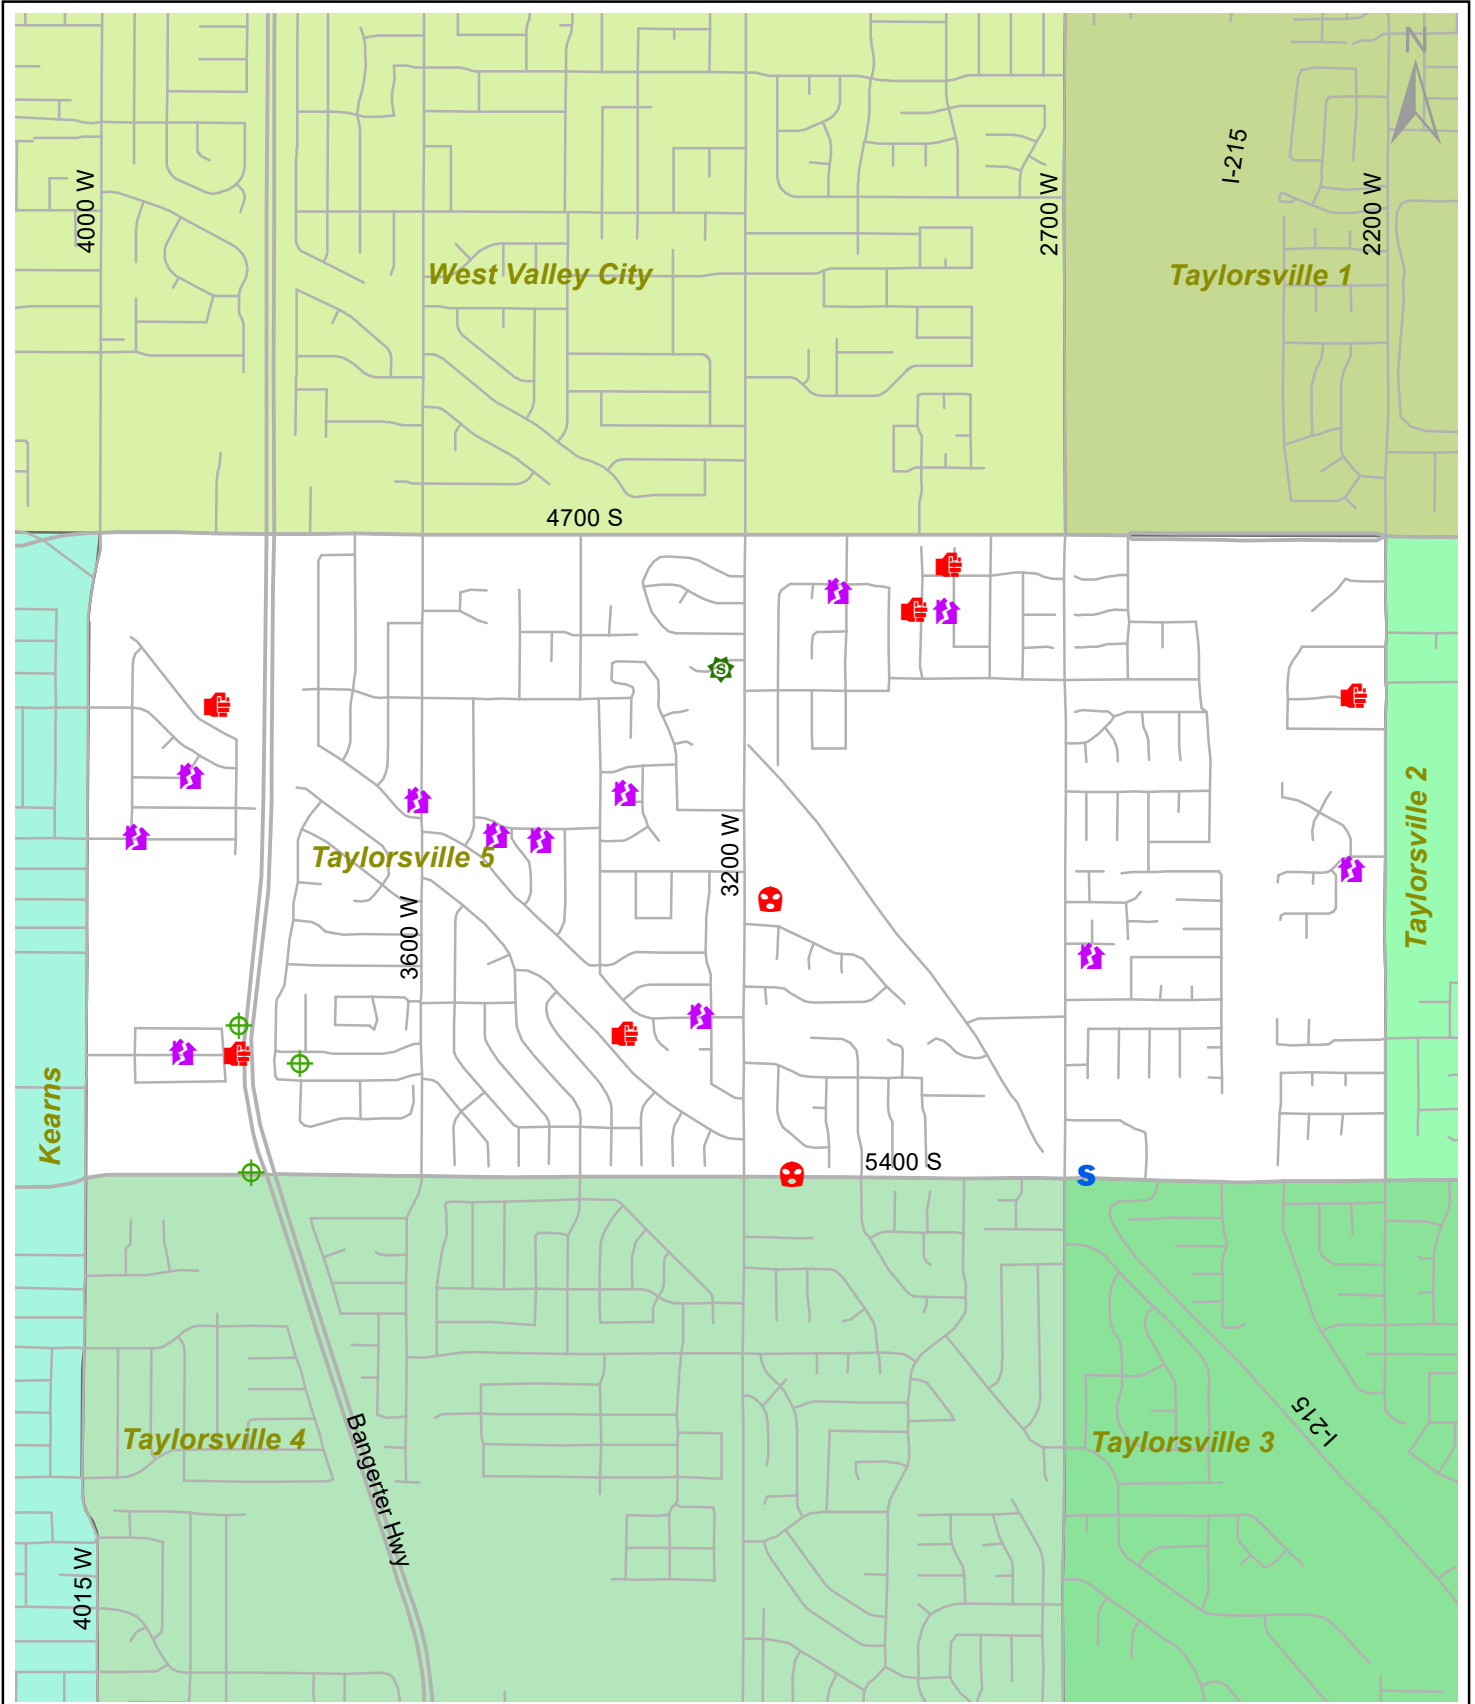 N
I-215
4000 W
2700 W
2200 W
West Valley City
Taylorsville 1
4700 S
S
Taylorsville 2
3200 W
Taylorsville 5
3600 W
Kearns
5400 S
S
Taylorsville 4
Taylorsville 3
I-215
Bangerter Hwy
4015 W